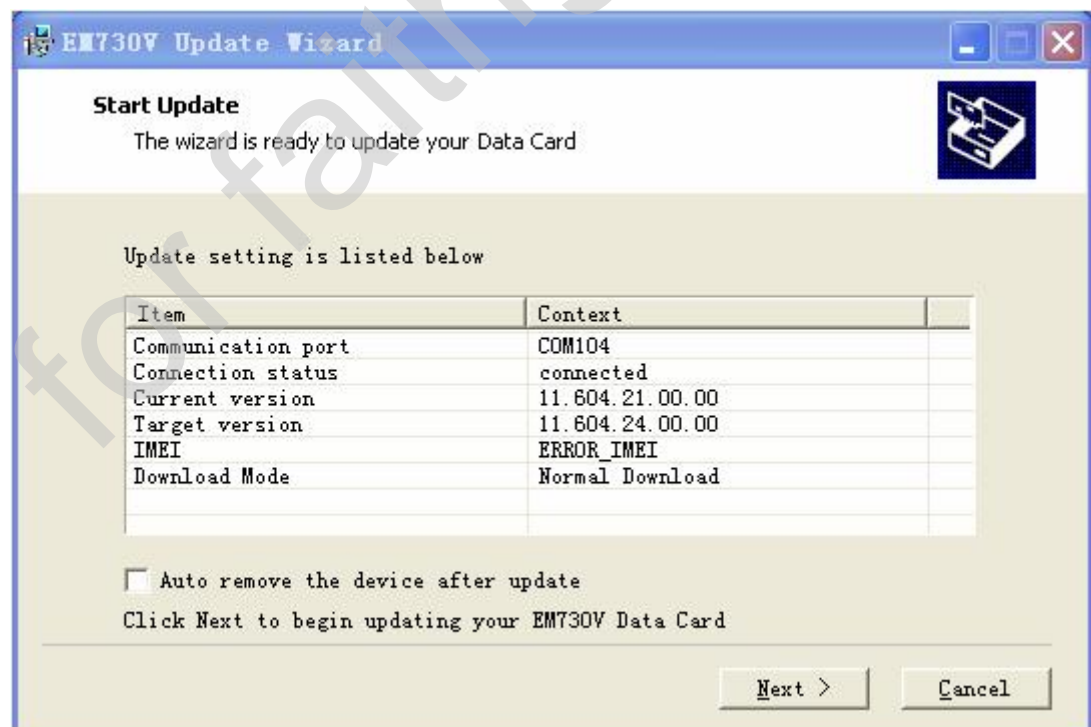 EM730V Update Wizard
Start Update
The wizard is ready to update your Data Card
Update setting is listed below
Item Context
Communication port COM104
Connection status connected
Current version 11.604.21.00.00
Target version 11.604.24.00.00
IMEI ERROR_IMEI
Download Mode Normal Download
Auto remove the device after update
Click Next to begin updating your EM730V Data Card
Next > Cancel
for faith